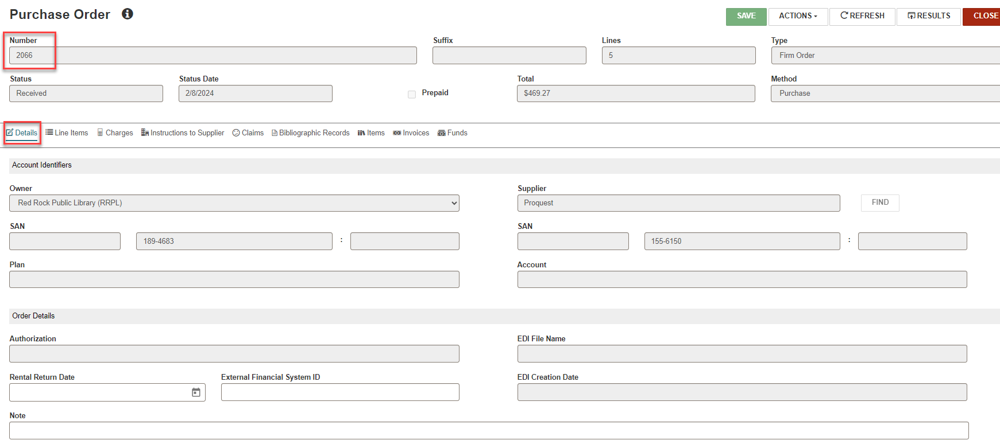 Purchase Order
SAVE ACTIONS REFRESH RESULTS CLOSE
Number Suffix Lines Type
2066 5 Firm Order
Status Status Date Total Method
Received 2/8/2024 Prepaid $469.27 Purchase
Details Line Items Charges Instructions to Supplier Claims Bibliographic Records Items Invoices Funds
Account Identifiers
Owner Supplier
Red Rock Public Library (RRPL) Proquest FIND
SAN SAN
189-4683 : 155-6150 :
Plan Account
Order Details
Authorization EDI File Name
Rental Return Date External Financial System ID EDI Creation Date
Note